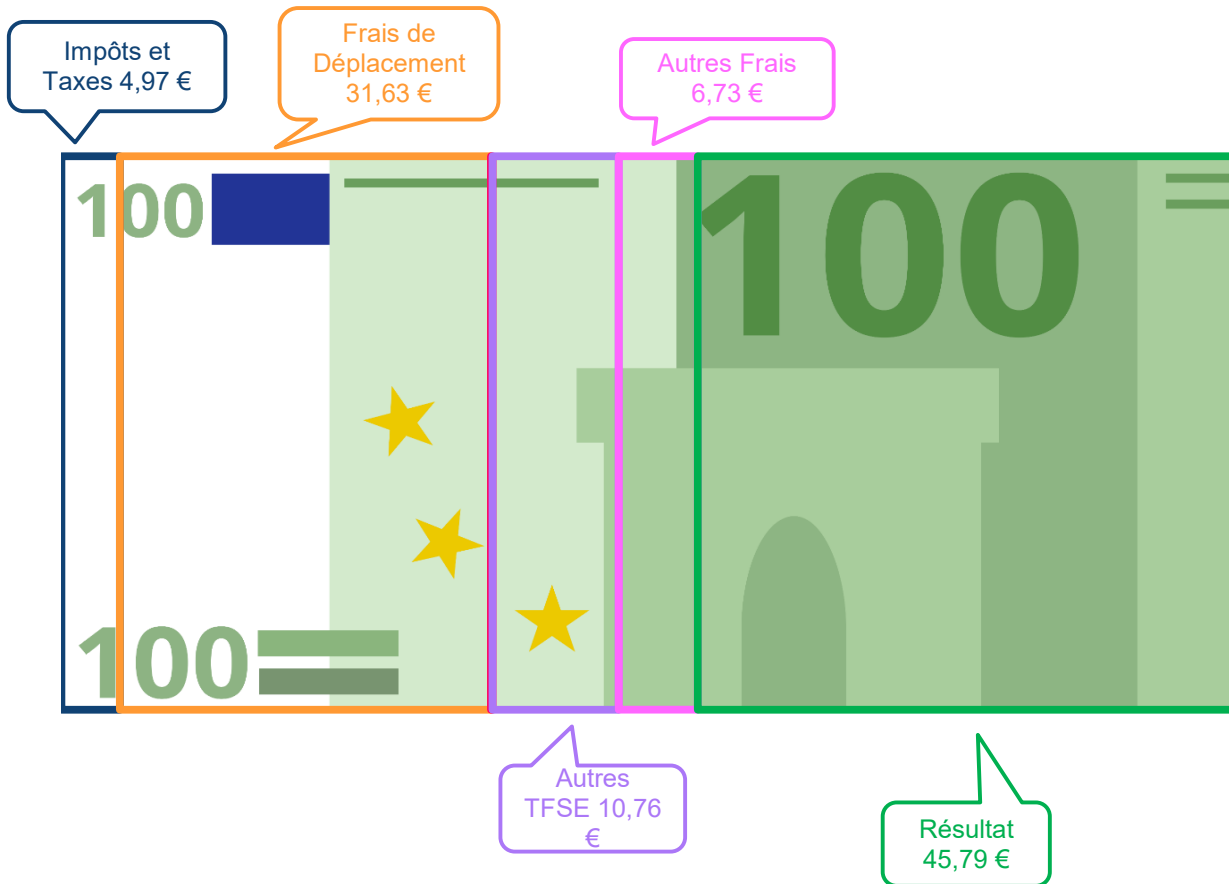 Impôts et
Taxes 4,97 €
Frais de
Déplacement
31,63 €
Autres Frais
6,73 €
100
100
100
Autres
TFSE 10,76
€
Résultat
45,79 €